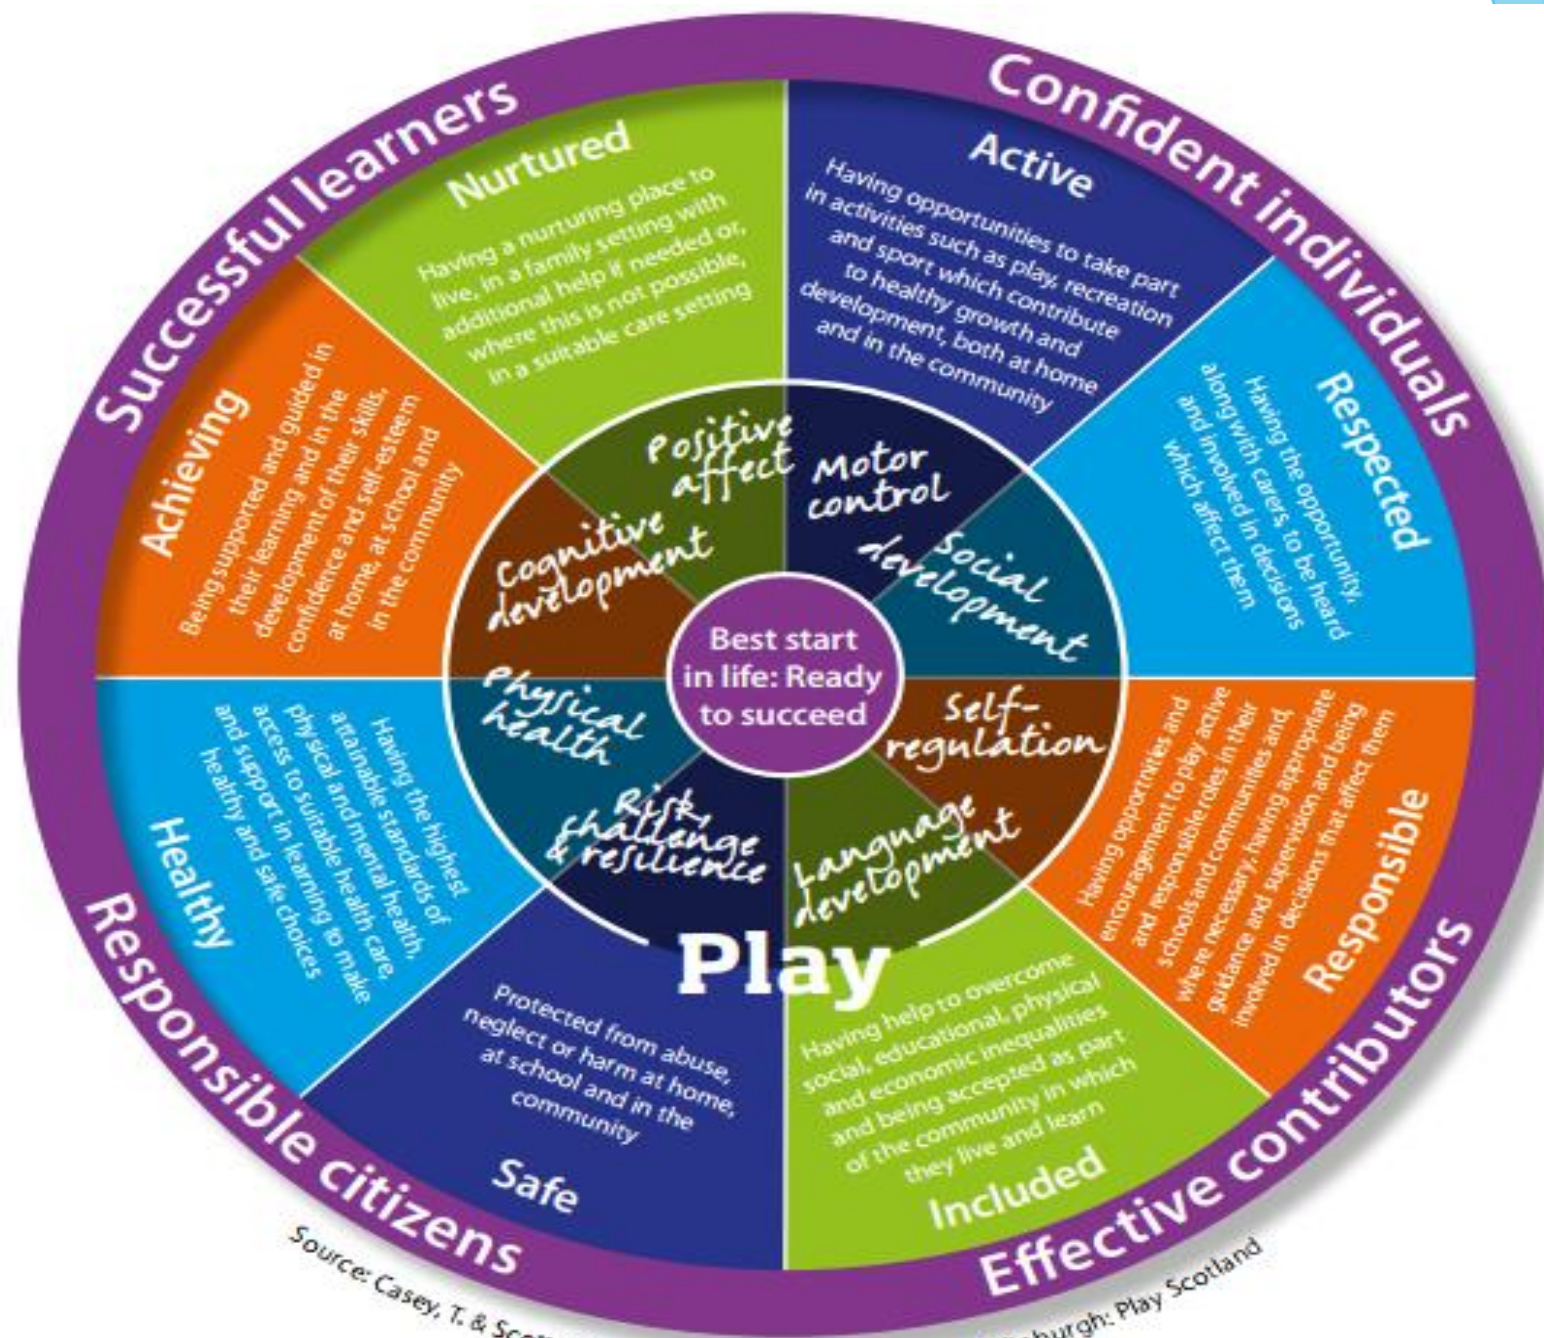 Successful learners
Confident individuals
Nurtured
Having a nurturing place to
live, in a family setting with
additional help if needed or,
where this is not possible,
in a suitable care setting
Active
Having opportunities to take part
in activities such as play, recreation
and sport which contribute
to healthy growth and
development, both at home
and in the community
Respected
Having the opportunity,
along with carers, to be heard
and involved in decisions
which affect them
Responsible
Having opportunities and
encouragement to play active
and responsible roles in their
schools and communities and,
where necessary, having appropriate
guidance and supervision and being
involved in decisions that affect them
Included
Having help to overcome
social, educational, physical
and economic inequalities
and being accepted as part
of the community in which
they live and learn
Safe
Protected from abuse,
neglect or harm at home,
at school and in the
community
Healthy
Having the highest
attainable standards of
physical and mental health,
access to suitable health care,
and support in learning to make
healthy and safe choices
Achieving
Being supported and guided in
their learning and in the
development of their skills,
confidence and self-esteem
at home, at school and
in the community
Positive
affect
Motor
control
Social
development
Self-
regulation
Language
development
Risk,
challenge
& resilience
Physical
health
Cognitive
development
Best start
in life: Ready
to succeed
Play
Responsible citizens
Effective contributors
Source: Casey, T. &
Play Scotland